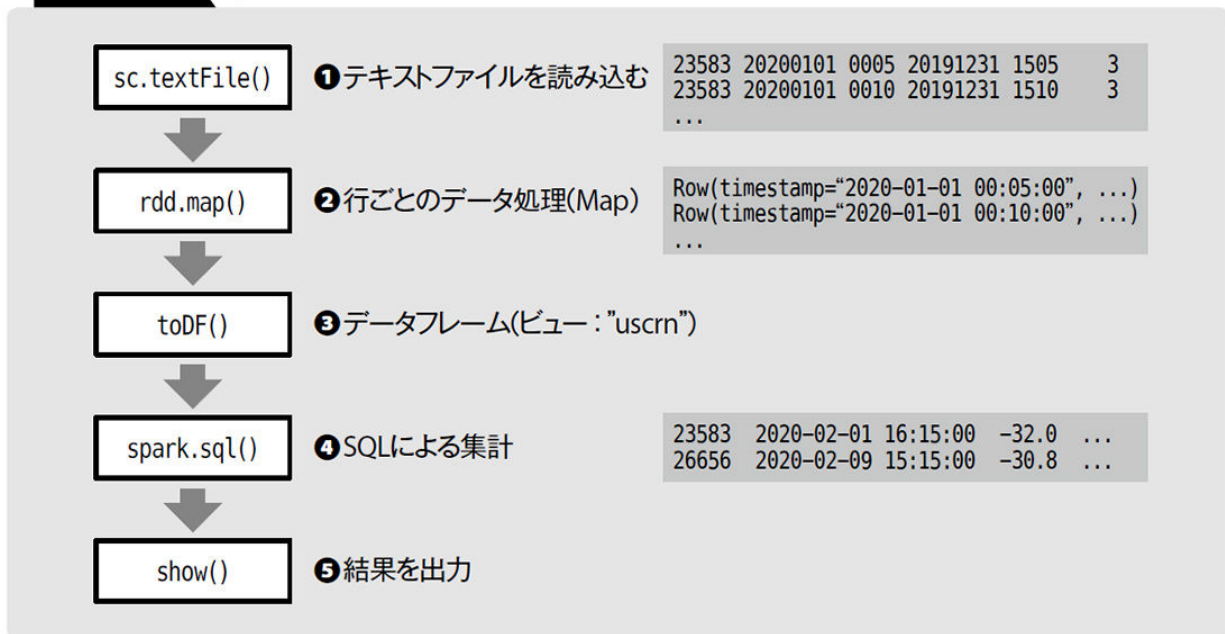 sc.textFile()
❶テキストファイルを読み込む
23583 20200101 0005 20191231 1505 3
23583 20200101 0010 20191231 1510 3
...
rdd.map()
❷行ごとのデータ処理(Map)
Row(timestamp=“2020-01-01 00:05:00”, ...)
Row(timestamp=“2020-01-01 00:10:00”, ...)
...
toDF()
❸データフレーム(ビュー：”uscrn”)
spark.sql()
❹SQLによる集計
23583 2020-02-01 16:15:00 -32.0 ...
26656 2020-02-09 15:15:00 -30.8 ...
show()
❺結果を出力